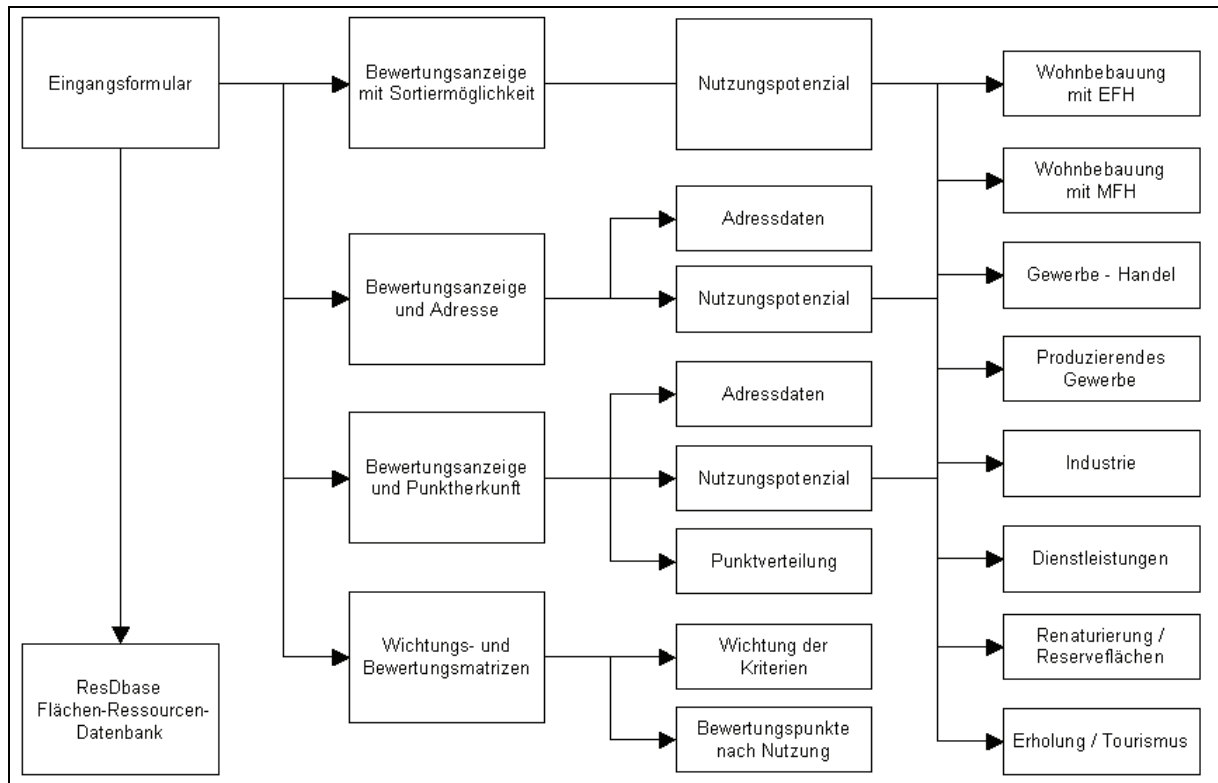 Eingangsformular
ResDbase
Flächen-Ressourcen-
Datenbank
Bewertungsanzeige
mit Sortiermöglichkeit
Bewertungsanzeige
und Adresse
Bewertungsanzeige
und Punktherkunft
Wichtungs- und
Bewertungsmatrizen
Nutzungspotenzial
Adressdaten
Nutzungspotenzial
Adressdaten
Nutzungspotenzial
Punktverteilung
Wichtung der
Kriterien
Bewertungspunkte
nach Nutzung
Wohnbebauung
mit EFH
Wohnbebauung
mit MFH
Gewerbe - Handel
Produzierendes
Gewerbe
Industrie
Dienstleistungen
Renaturierung /
Reserveflächen
Erholung / Tourismus